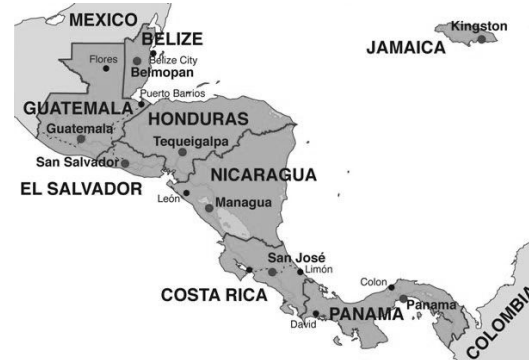 MEXICO
Kingston
JAMAICA
BELIZE
Flores
Belize City
Belmopan
Puerto Barrios
GUATEMALA
HONDURAS
Guatemala
Tequeigalpa
San Salvador
NICARAGUA
EL SALVADOR
León
Managua
San José
Limón
COSTA RICA
Colon
Panama
PANAMA
David
COLOMBIA